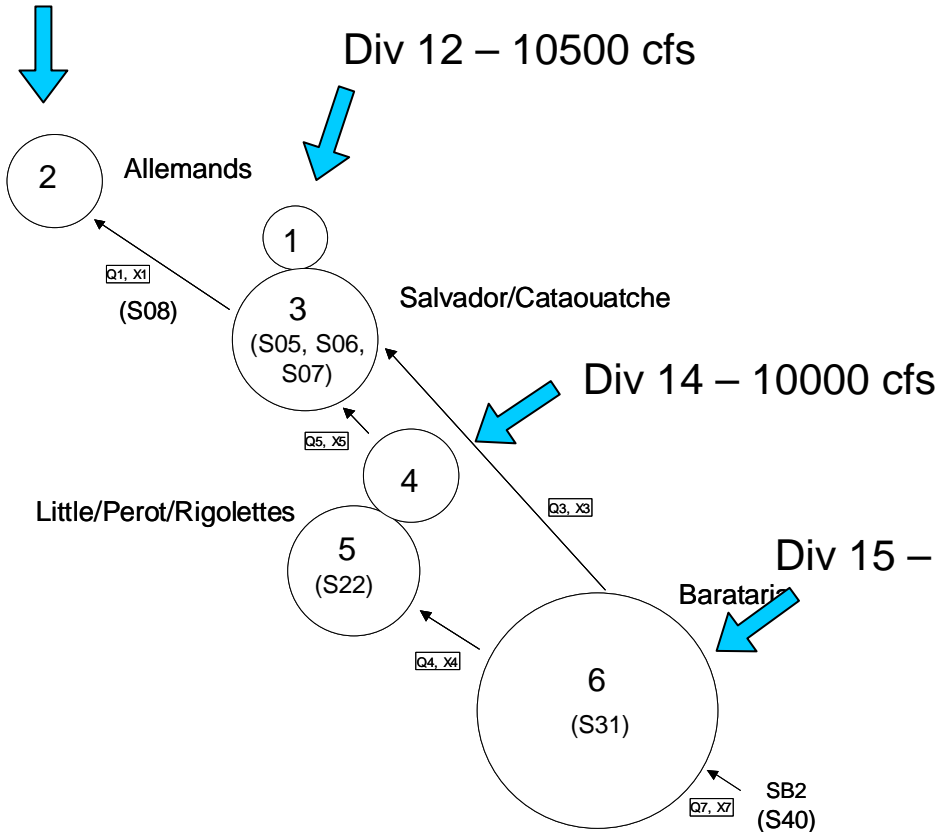 Div 12 – 10500 cfs
2
Allemands
1
Q1, X1
(S08)
3
(S05, S06,
S07)
Salvador/Cataouatche
Div 14 – 10000 cfs
Q5, X5
4
Q3, X3
Little/Perot/Rigolettes
5
(S22)
Div 15 –
Barataria
Q4, X4
6
(S31)
SB2
Q7, X7
(S40)